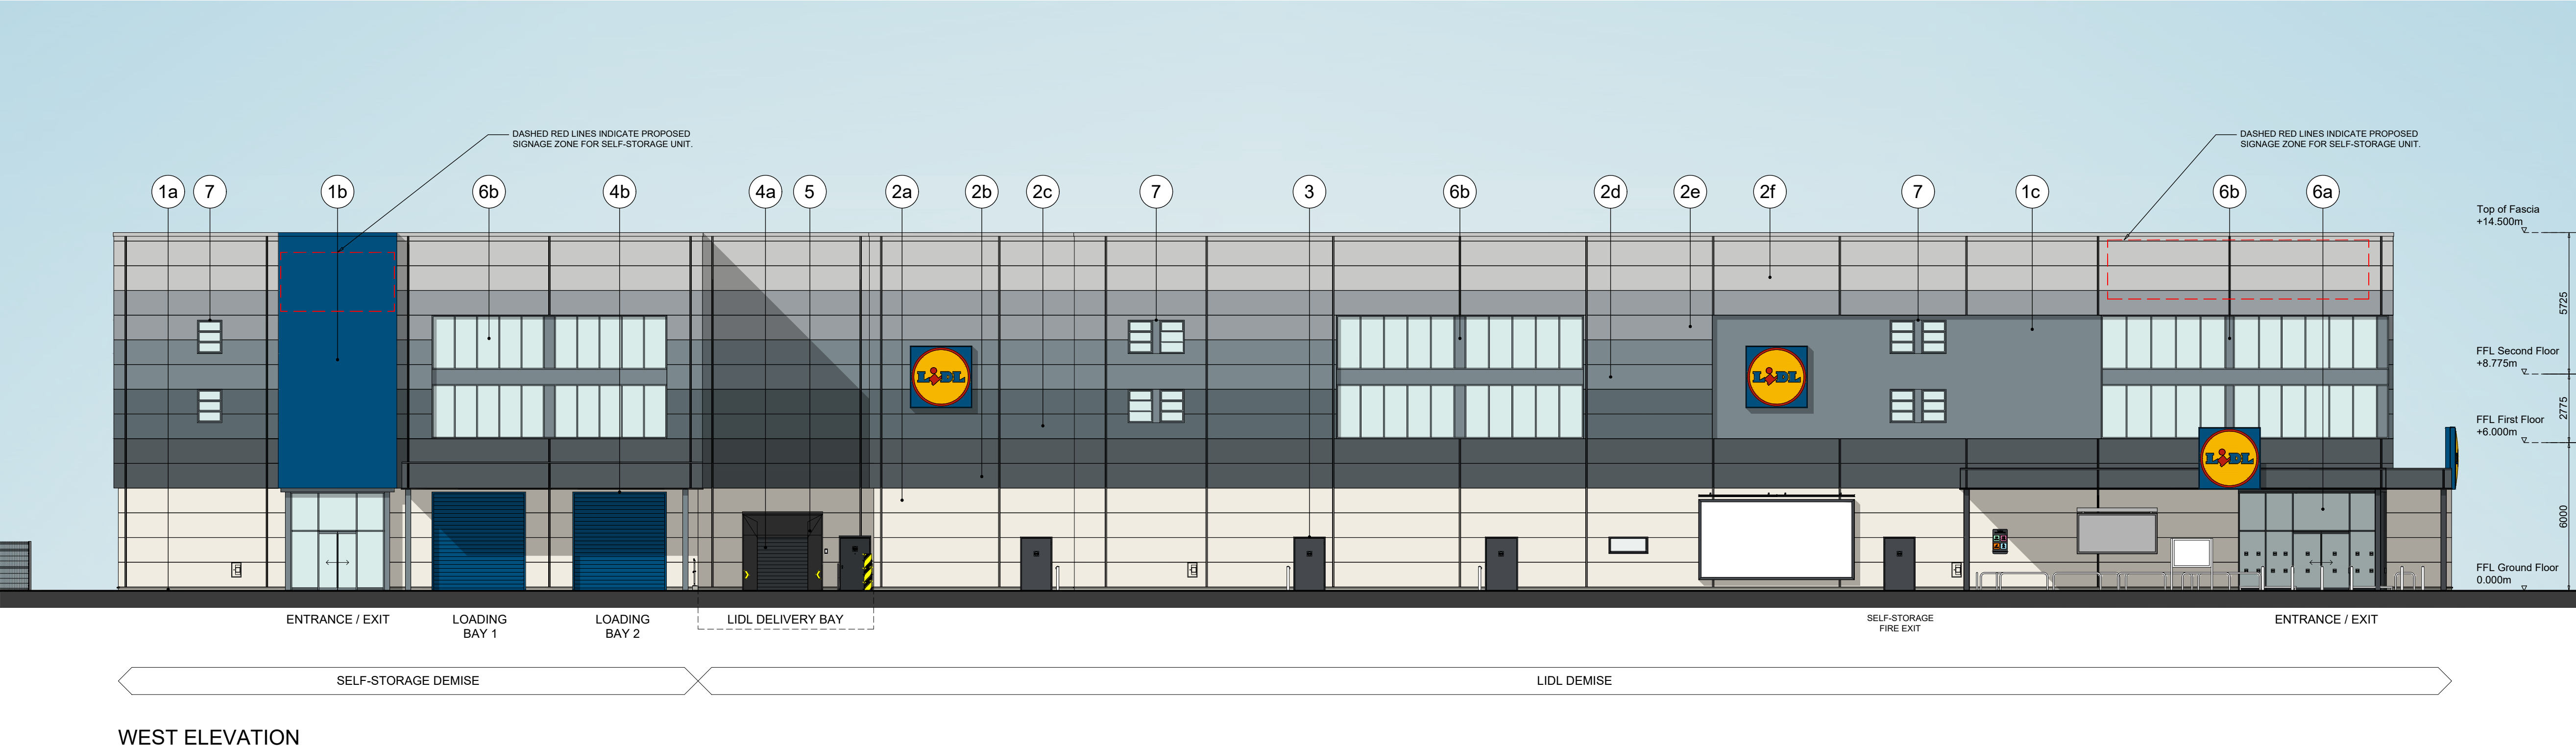 DASHED RED LINES INDICATE PROPOSED
SIGNAGE ZONE FOR SELF-STORAGE UNIT.
DASHED RED LINES INDICATE PROPOSED
SIGNAGE ZONE FOR SELF-STORAGE UNIT.
1a 7 1b 6b 4b 4a 5 2a 2b 2c 7 3 6b 2d 2e 2f 7 1c 6b 6a
Top of Fascia
+14.500m
5725
FFL Second Floor
+8.775m
LIDL
LIDL
2775
FFL First Floor
+6.000m
LIDL
6000
FFL Ground Floor
0.000m
ENTRANCE / EXIT
LOADING
BAY 1
LOADING
BAY 2
LIDL DELIVERY BAY
SELF-STORAGE
FIRE EXIT
ENTRANCE / EXIT
SELF-STORAGE DEMISE
LIDL DEMISE
WEST ELEVATION